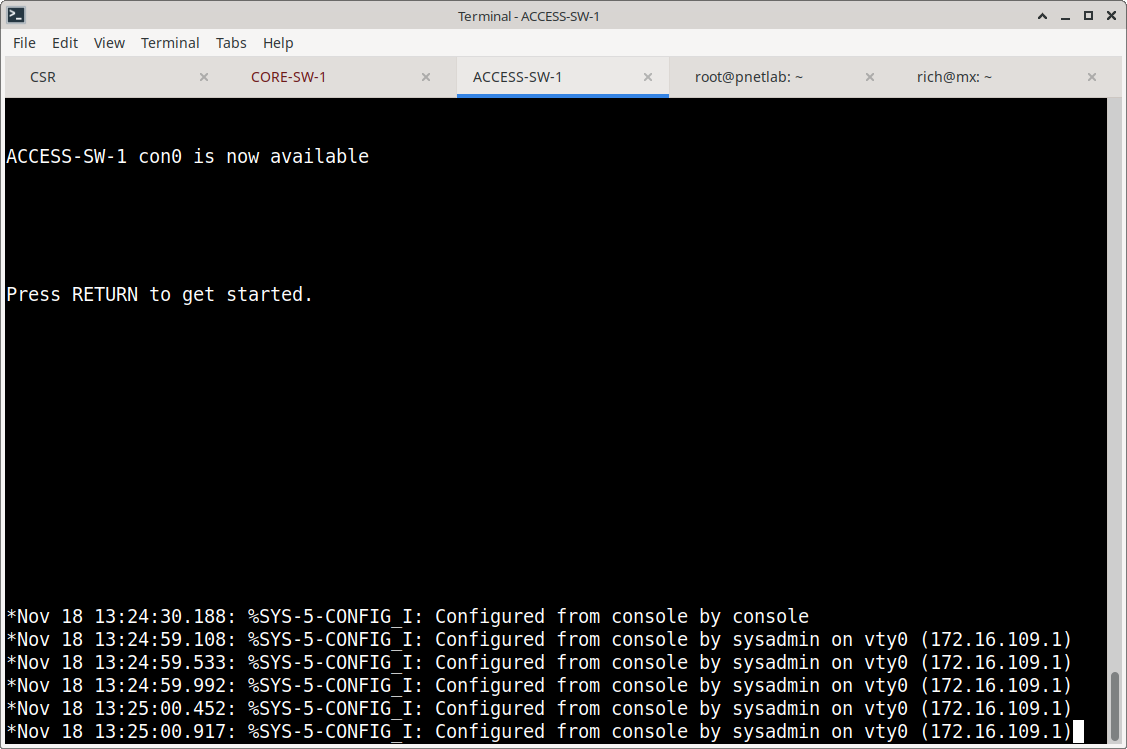 Terminal - ACCESS-SW-1
File Edit View Terminal Tabs Help
CSR CORE-SW-1 ACCESS-SW-1 root@pnetlab: ~ rich@mx: ~
ACCESS-SW-1 con0 is now available
Press RETURN to get started.
*Nov 18 13:24:30.188: %SYS-5-CONFIG_I: Configured from console by console
*Nov 18 13:24:59.108: %SYS-5-CONFIG_I: Configured from console by sysadmin on vty0 (172.16.109.1)
*Nov 18 13:24:59.533: %SYS-5-CONFIG_I: Configured from console by sysadmin on vty0 (172.16.109.1)
*Nov 18 13:24:59.992: %SYS-5-CONFIG_I: Configured from console by sysadmin on vty0 (172.16.109.1)
*Nov 18 13:25:00.452: %SYS-5-CONFIG_I: Configured from console by sysadmin on vty0 (172.16.109.1)
*Nov 18 13:25:00.917: %SYS-5-CONFIG_I: Configured from console by sysadmin on vty0 (172.16.109.1)